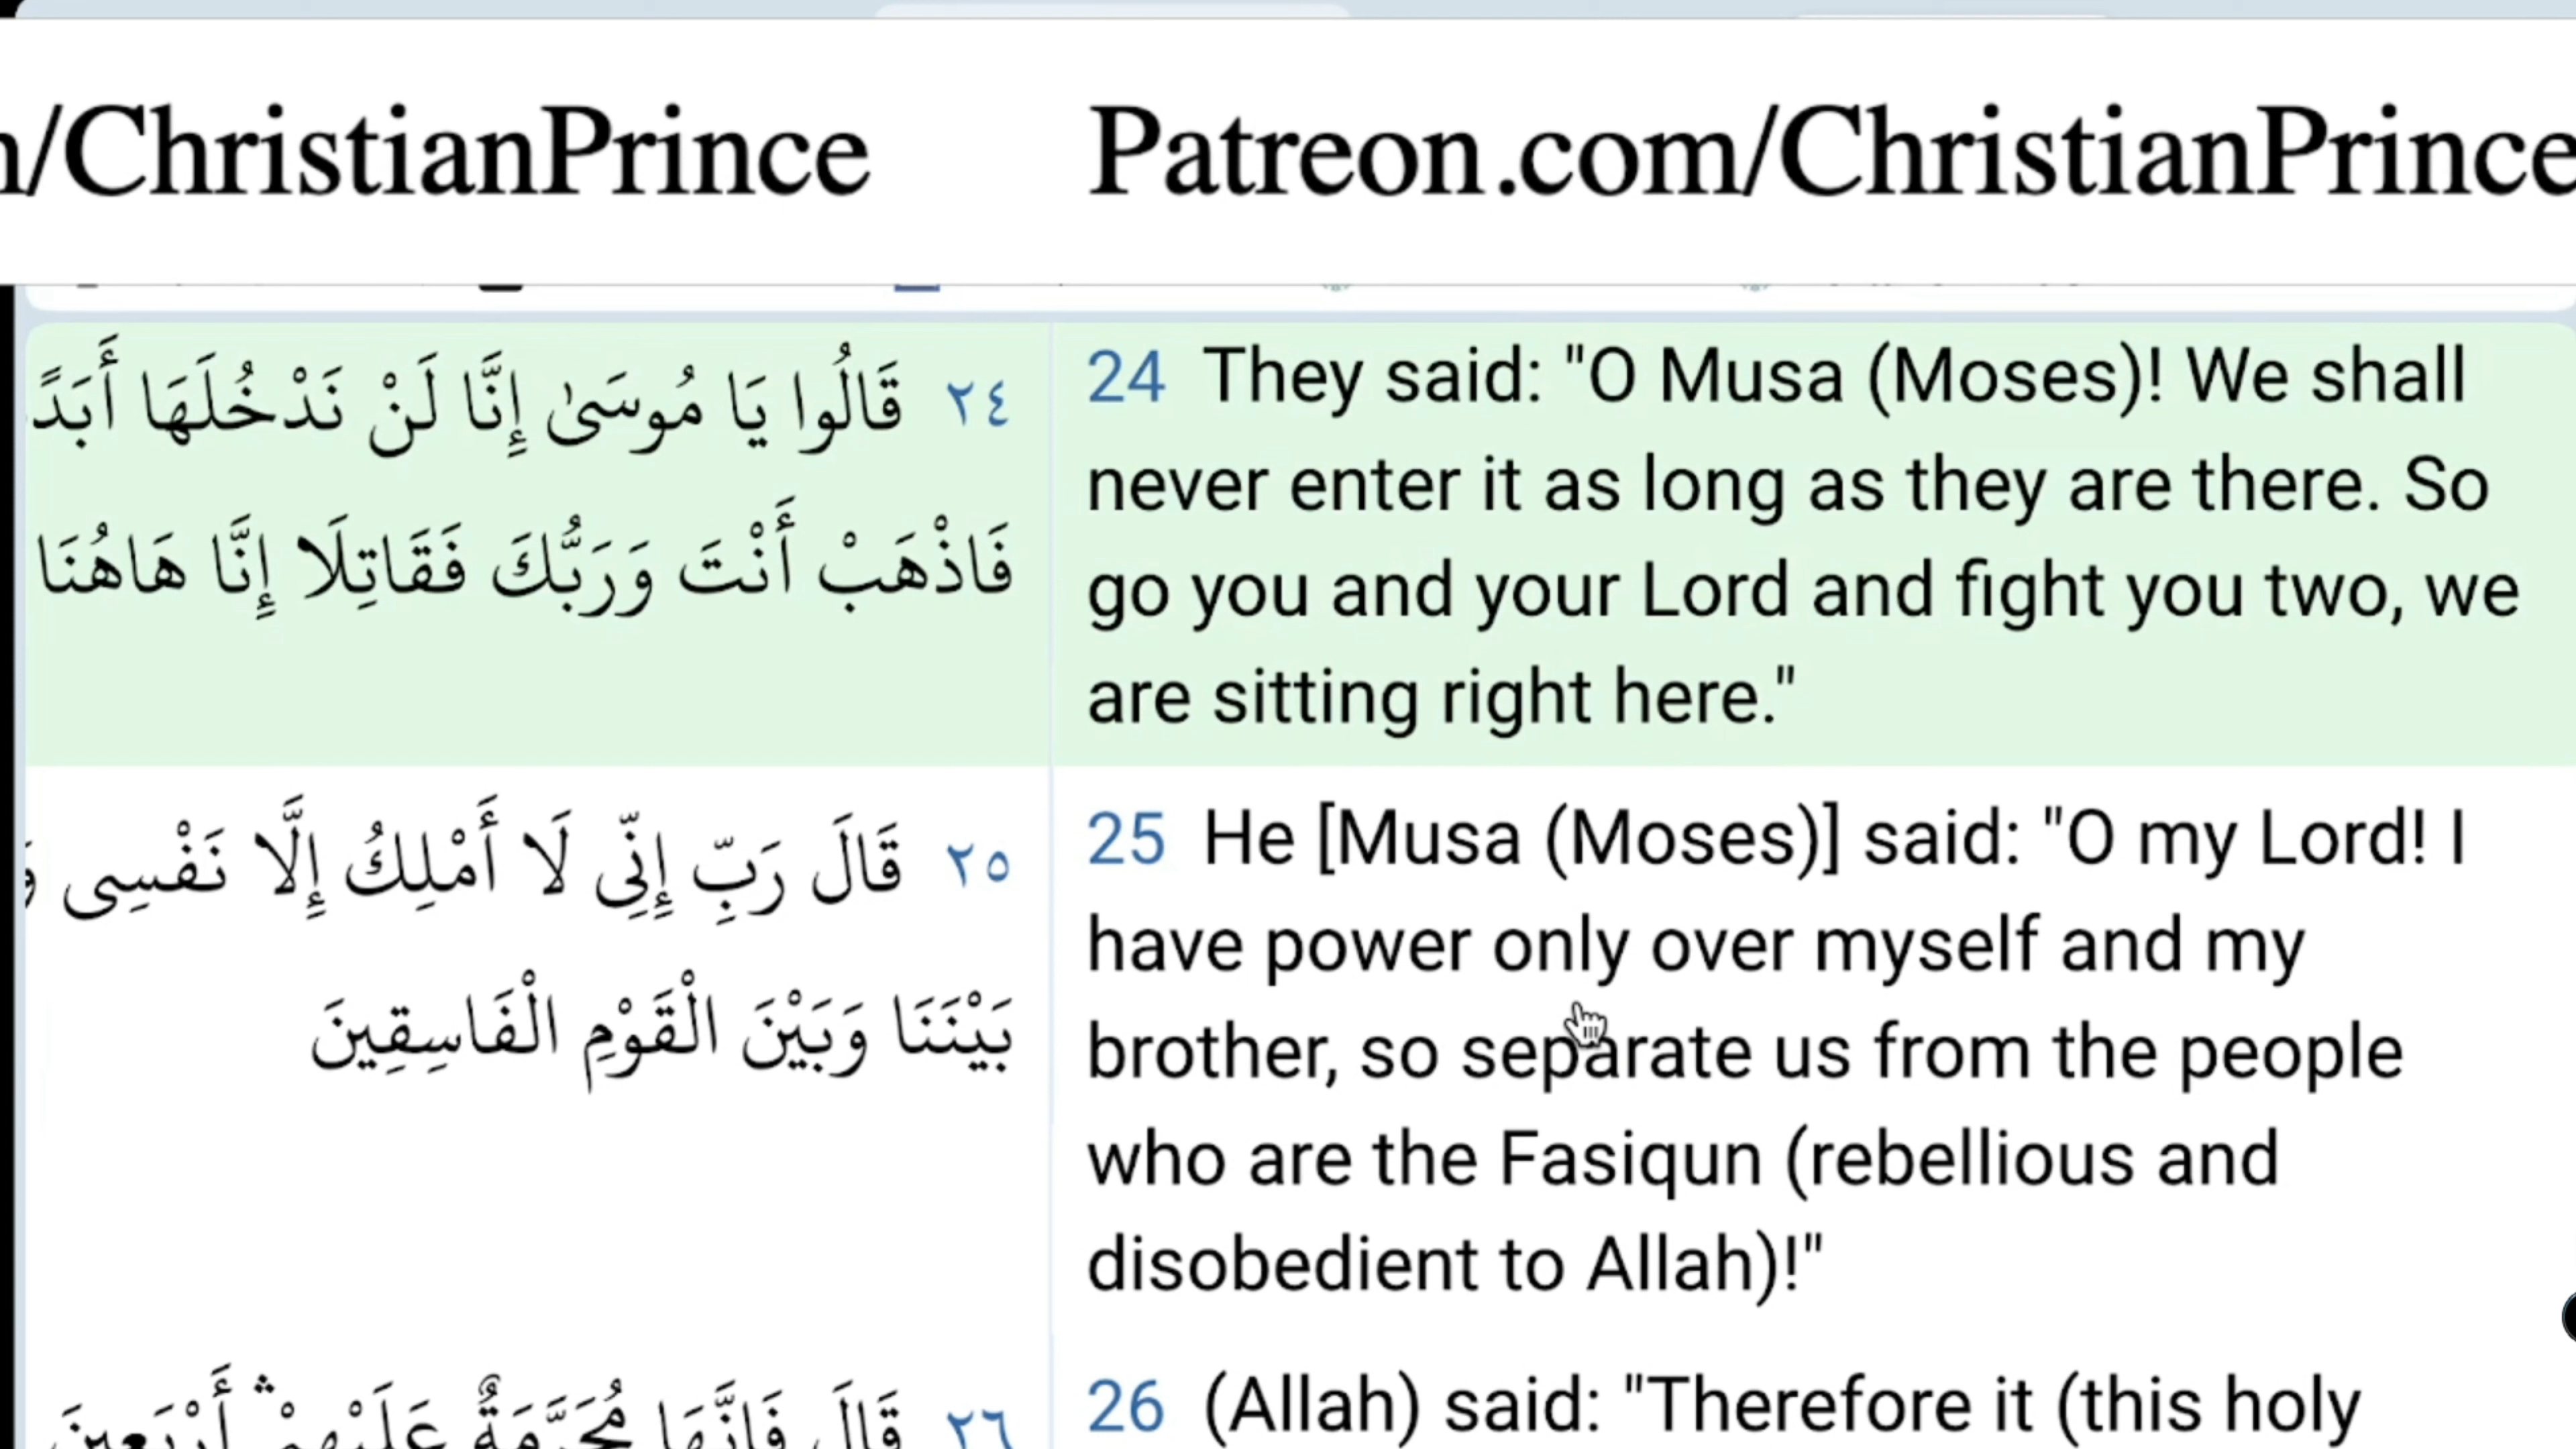 /ChristianPrince Patreon.com/ChristianPrince
٢٤ قَالُوا يَا مُوسَىٰ إِنَّا لَنْ نَدْخُلَهَا أَبَدً
فَاذْهَبْ أَنْتَ وَرَبُّكَ فَقَاتِلَا إِنَّا هَاهُنَا
24 They said: "O Musa (Moses)! We shall
never enter it as long as they are there. So
go you and your Lord and fight you two, we
are sitting right here."
٢٥ قَالَ رَبِّ إِنِّى لَا أَمْلِكُ إِلَّا نَفْسِى
بَيْنَنَا وَبَيْنَ الْقَوْمِ الْفَاسِقِينَ
25 He [Musa (Moses)] said: "O my Lord! I
have power only over myself and my
brother, so separate us from the people
who are the Fasiqun (rebellious and
disobedient to Allah)!"
٢٦ قَالَ فَإِنَّهَا مُحَرَّمَةٌ عَلَيْهِمْ ۛ أَرْبَعِينَ
26 (Allah) said: "Therefore it (this holy